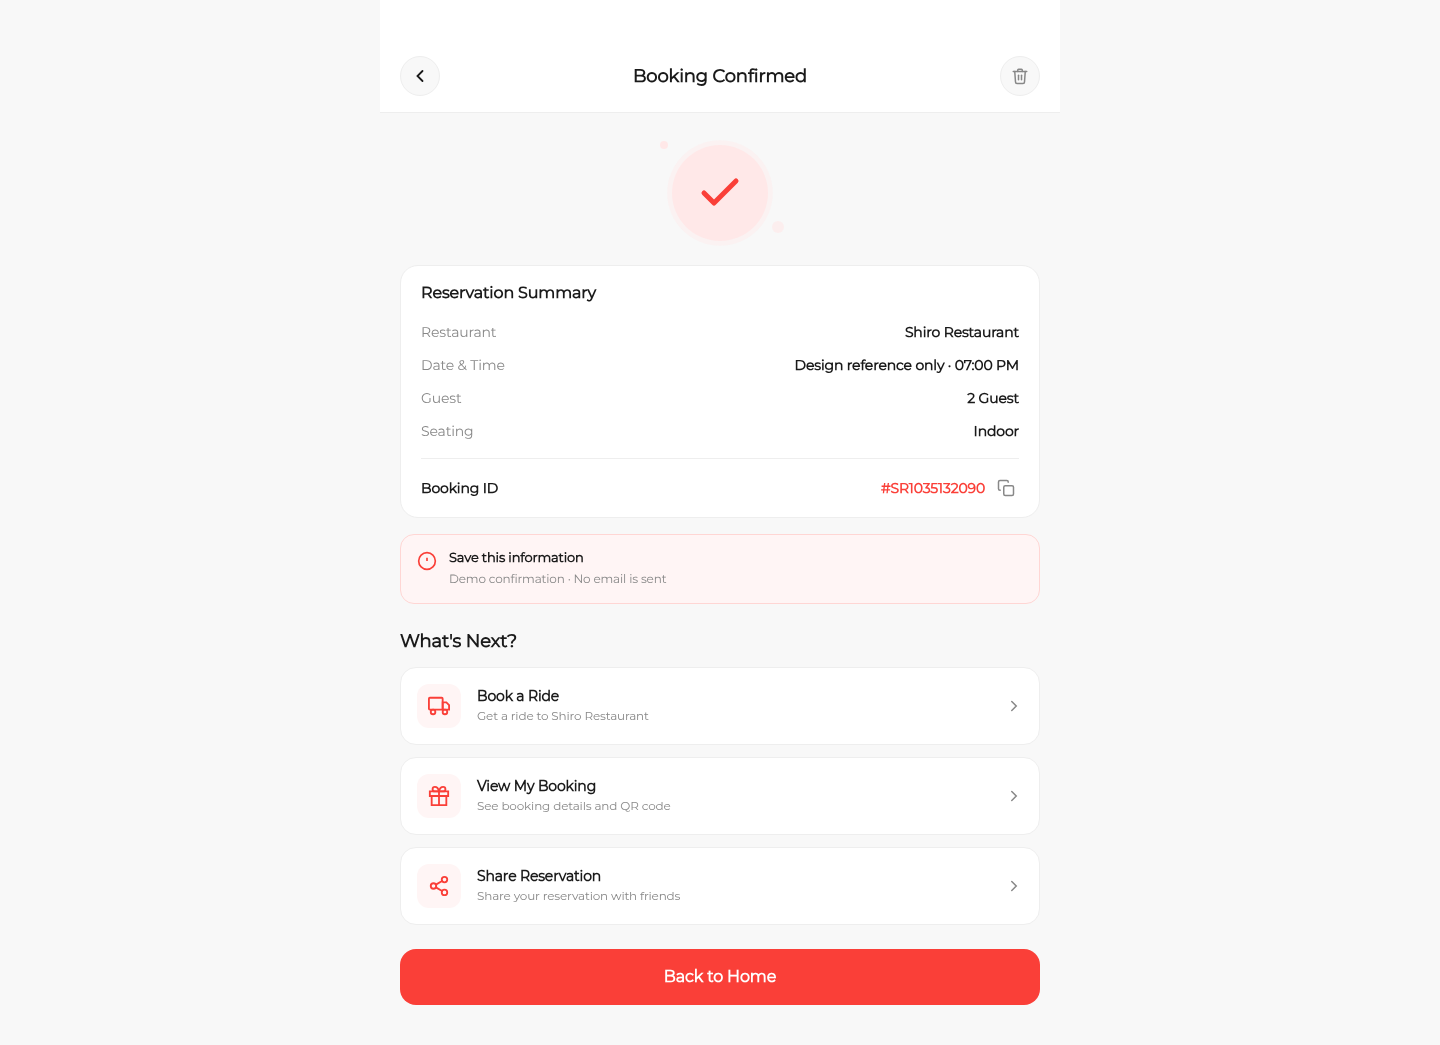 Booking Confirmed
Reservation Summary
Restaurant Shiro Restaurant
Date & Time Design reference only · 07:00 PM
Guest 2 Guest
Seating Indoor
Booking ID #SR1035132090
Save this information
Demo confirmation · No email is sent
What's Next?
Book a Ride
Get a ride to Shiro Restaurant
View My Booking
See booking details and QR code
Share Reservation
Share your reservation with friends
Back to Home